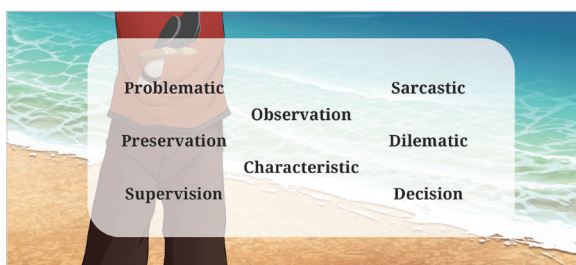 Problematic Sarcastic
Observation
Preservation Dilematic
Characteristic
Supervision Decision